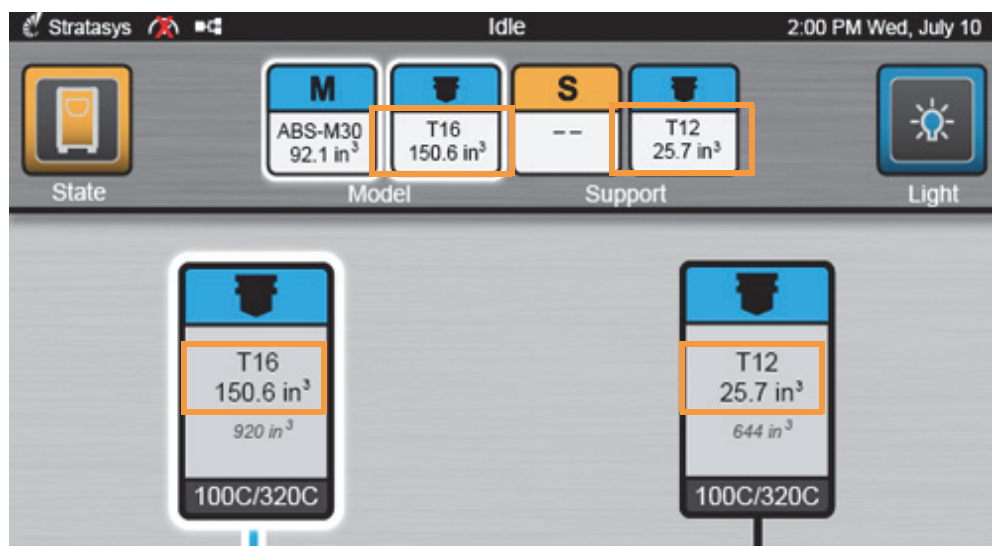 Stratasys Idle 2:00 PM Wed, July 10
M S
ABS-M30 T16 -- T12
92.1 in³ 150.6 in³ 25.7 in³
State Model Support Light
T16 T12
150.6 in³ 25.7 in³
920 in³ 644 in³
100C/320C 100C/320C